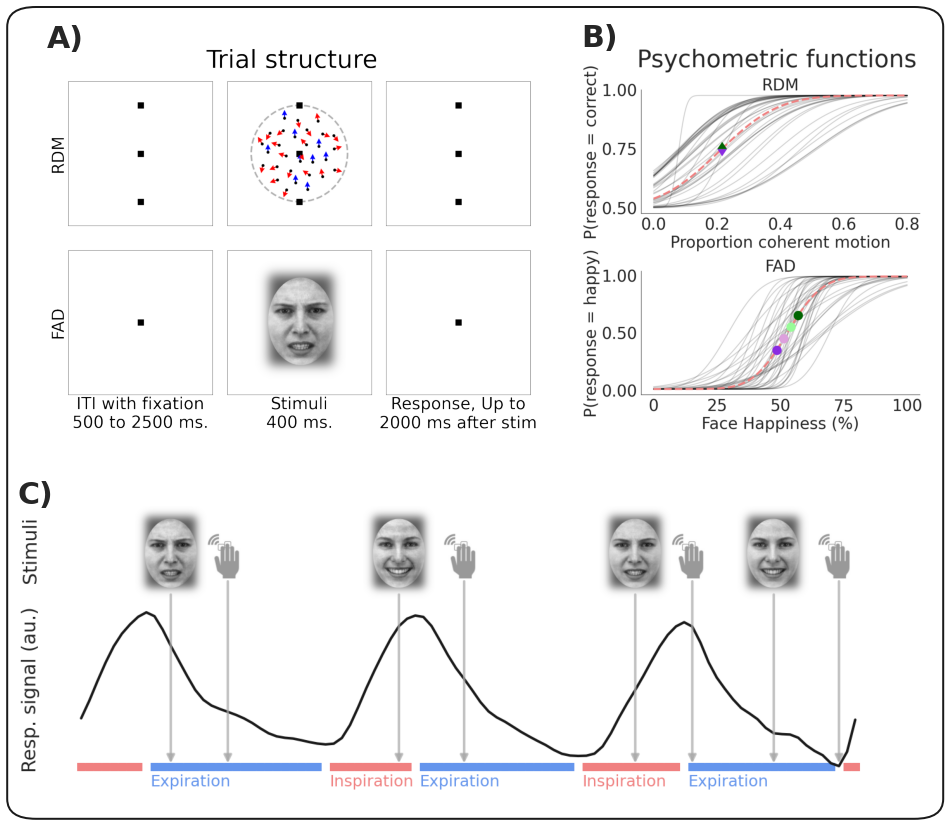 A)
Trial structure
RDM
FAD
ITI with fixation
500 to 2500 ms.
Stimuli
400 ms.
Response, Up to
2000 ms after stim
B)
Psychometric functions
RDM
P(response = correct)
1.00
0.75
0.50
0.0 0.2 0.4 0.6 0.8
Proportion coherent motion
FAD
P(response = happy)
1.00
0.50
0.00
0 25 50 75 100
Face Happiness (%)
C)
Stimuli
Resp. signal (au.)
Expiration
Inspiration
Expiration
Inspiration
Expiration